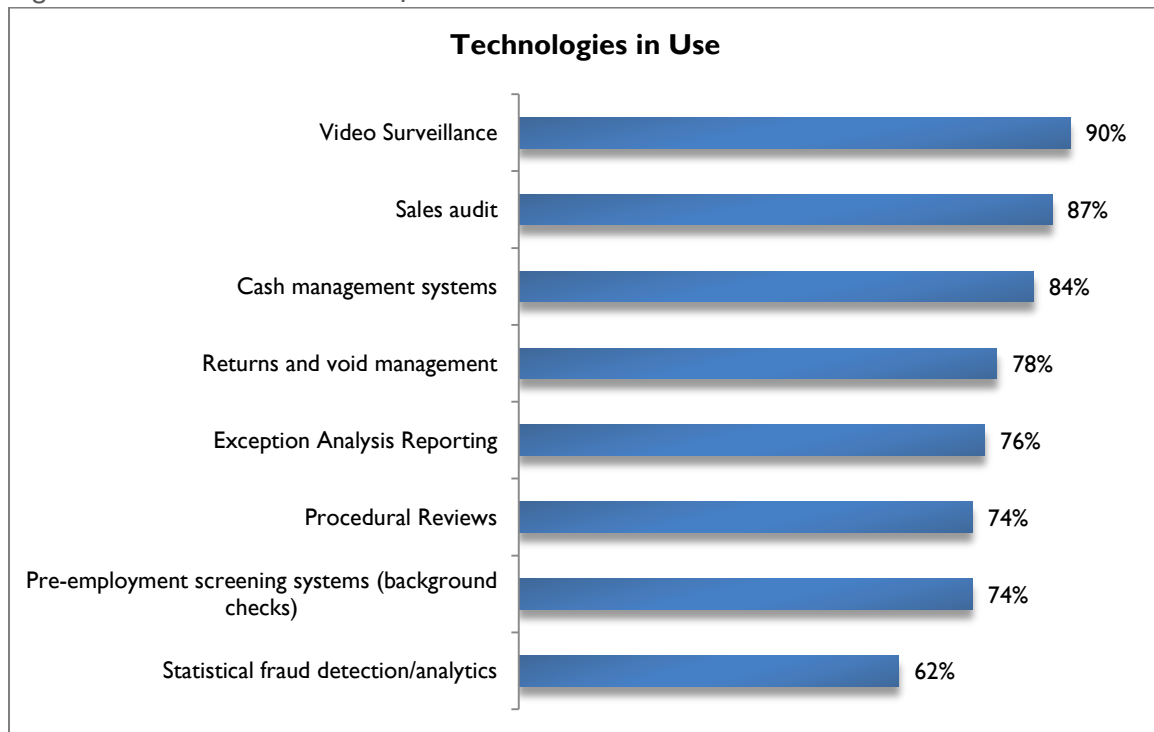 Technologies in Use
Video Surveillance
90%
Sales audit
87%
Cash management systems
84%
Returns and void management
78%
Exception Analysis Reporting
76%
Procedural Reviews
74%
Pre-employment screening systems (background
checks)
74%
Statistical fraud detection/analytics
62%